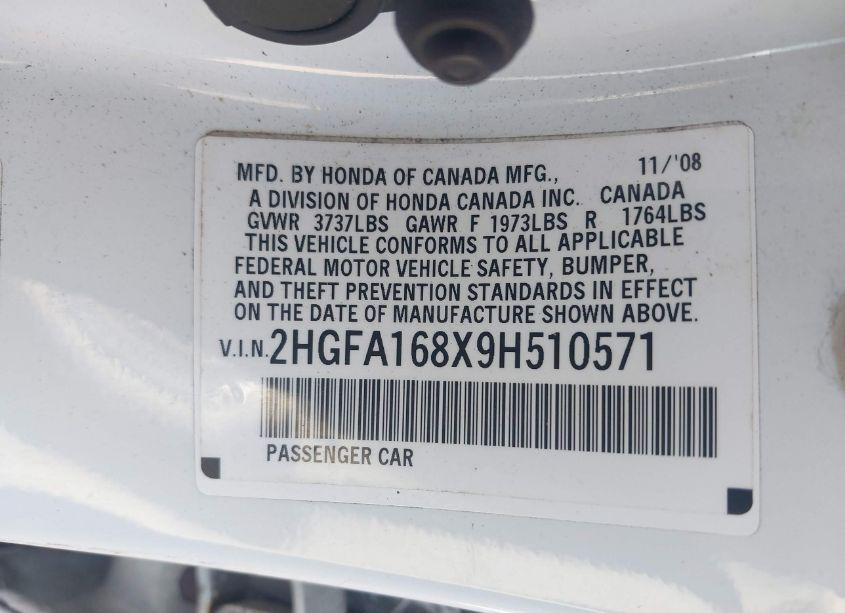 MFD. BY HONDA OF CANADA MFG., 11/'08
A DIVISION OF HONDA CANADA INC. CANADA
GVWR 3737LBS GAWR F 1973LBS R 1764LBS
THIS VEHICLE CONFORMS TO ALL APPLICABLE
FEDERAL MOTOR VEHICLE SAFETY, BUMPER,
AND THEFT PREVENTION STANDARDS IN EFFECT
ON THE DATE OF MANUFACTURE SHOWN ABOVE.
V.I.N. 2HGFA168X9H510571
PASSENGER CAR